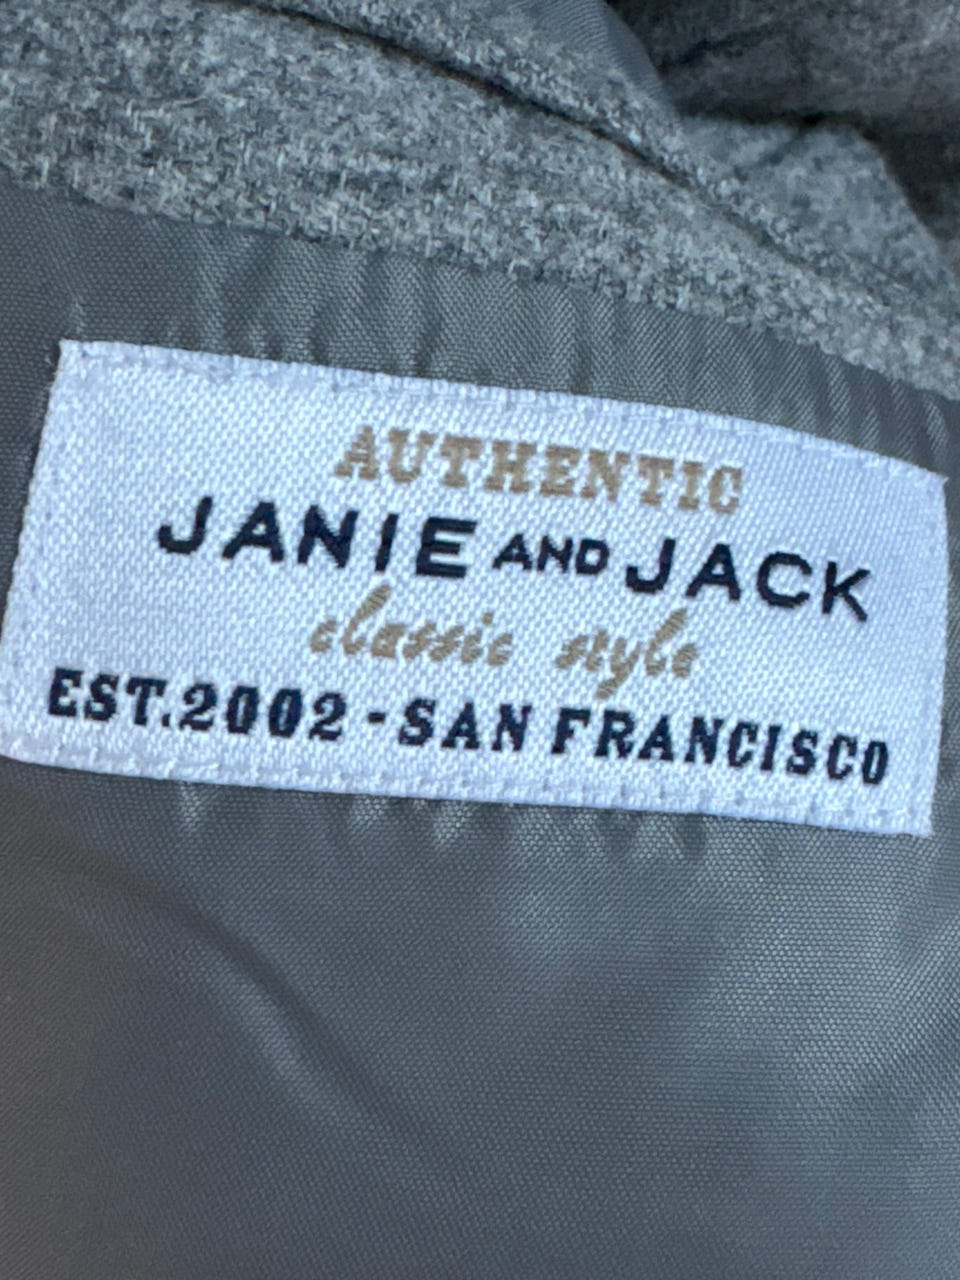 AUTHENTIC
JANIE AND JACK
classic style
EST.2002 - SAN FRANCISCO